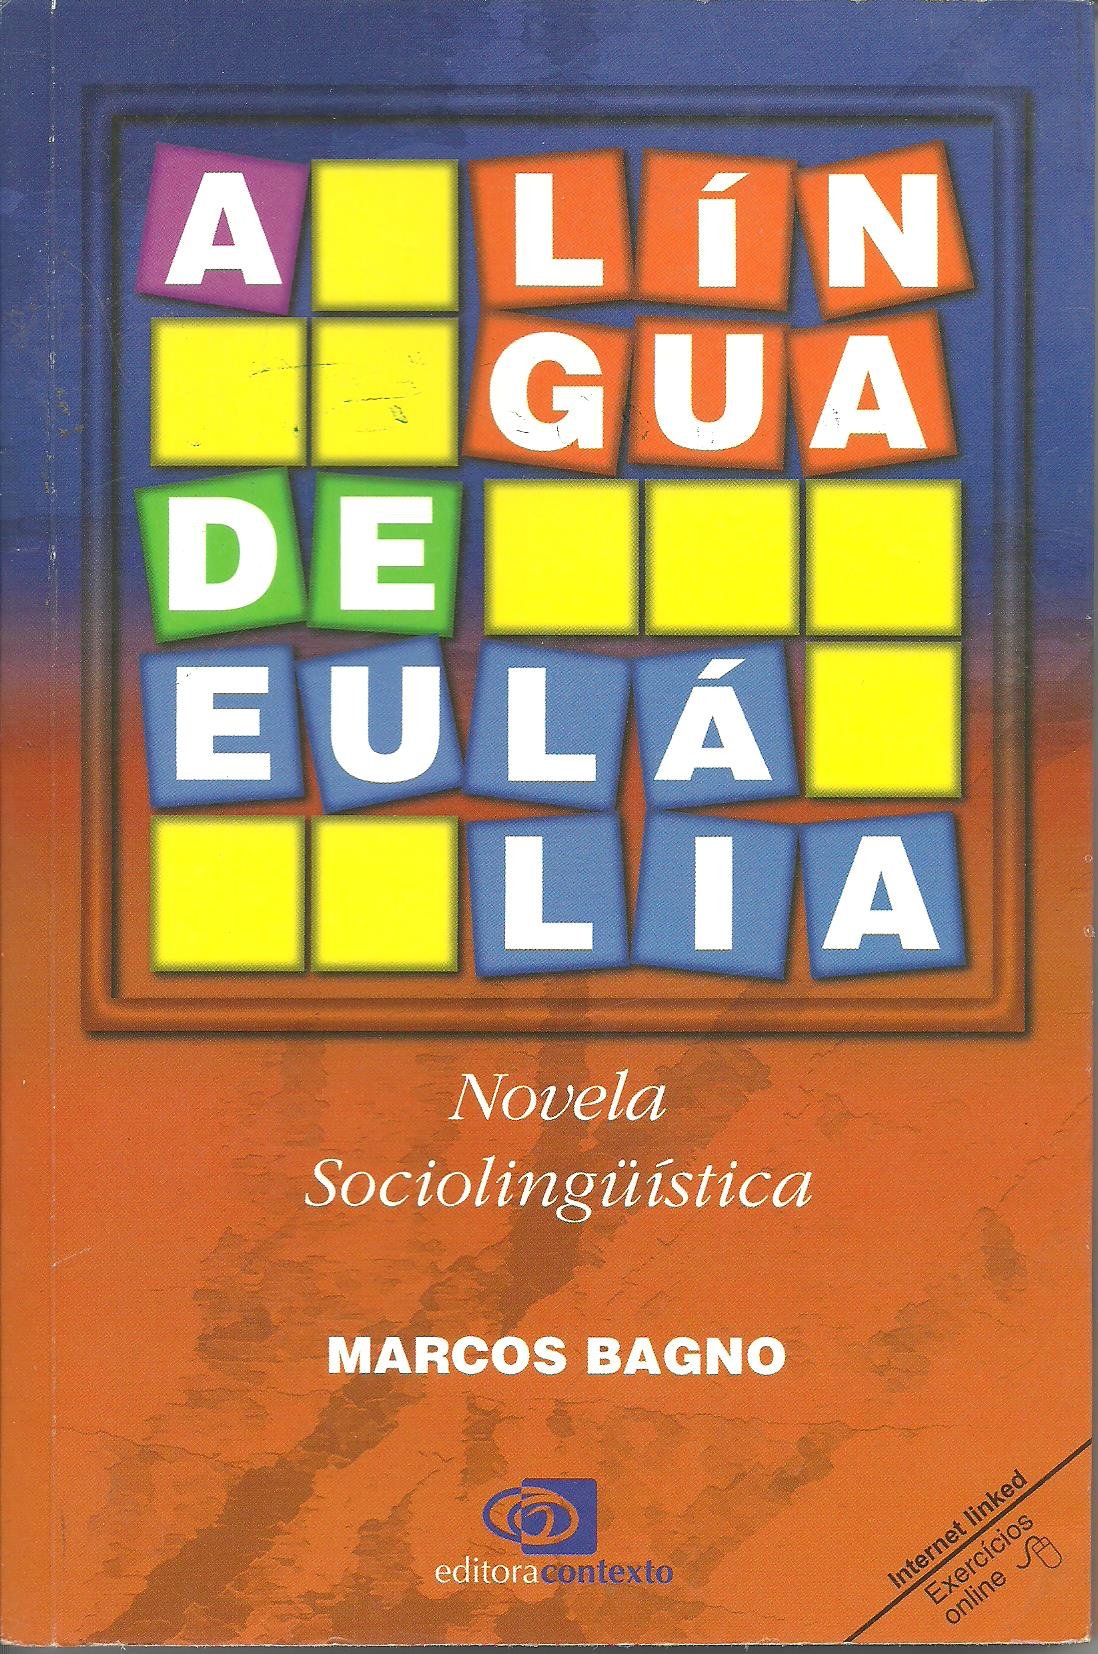 A LÍN
GUA
DE
EULÁ
LIA
Novela
Sociolingüística
MARCOS BAGNO
editoracontexto
Internet linked
Exercícios
online